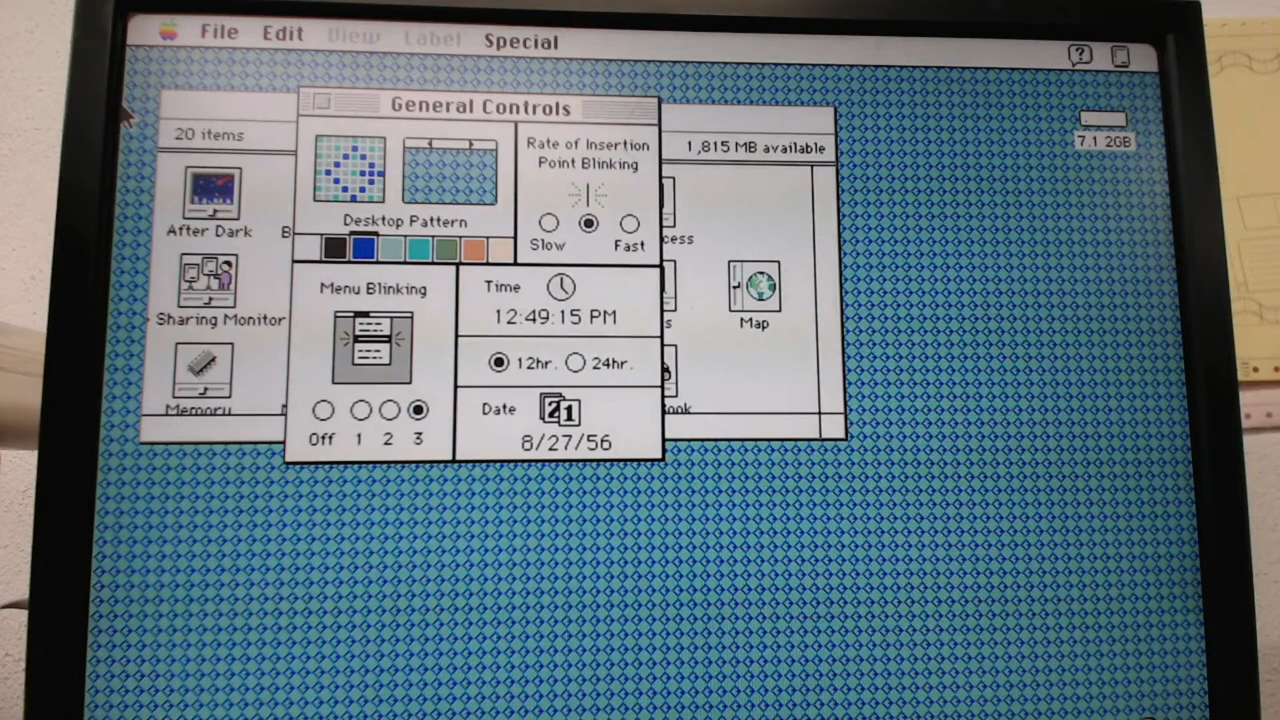 File Edit View Label Special
General Controls
20 items
1,815 MB available
7.1 2GB
Rate of Insertion
Point Blinking
Desktop Pattern
Slow Fast
After Dark
Menu Blinking
Time
12:49:15 PM
Sharing Monitor
Map
12hr. 24hr.
Memory
Date
21
8/27/56
Off 1 2 3